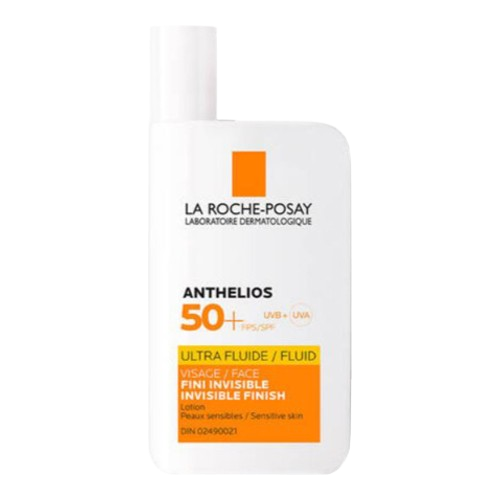 LA ROCHE-POSAY
LABORATOIRE DERMATOLOGIQUE
ANTHELIOS
50+ UVB + UVA
FPS/SPF
ULTRA FLUIDE / FLUID
VISAGE / FACE
FINI INVISIBLE
INVISIBLE FINISH
Lotion
Peaux sensibles / Sensitive skin
DIN 02490021